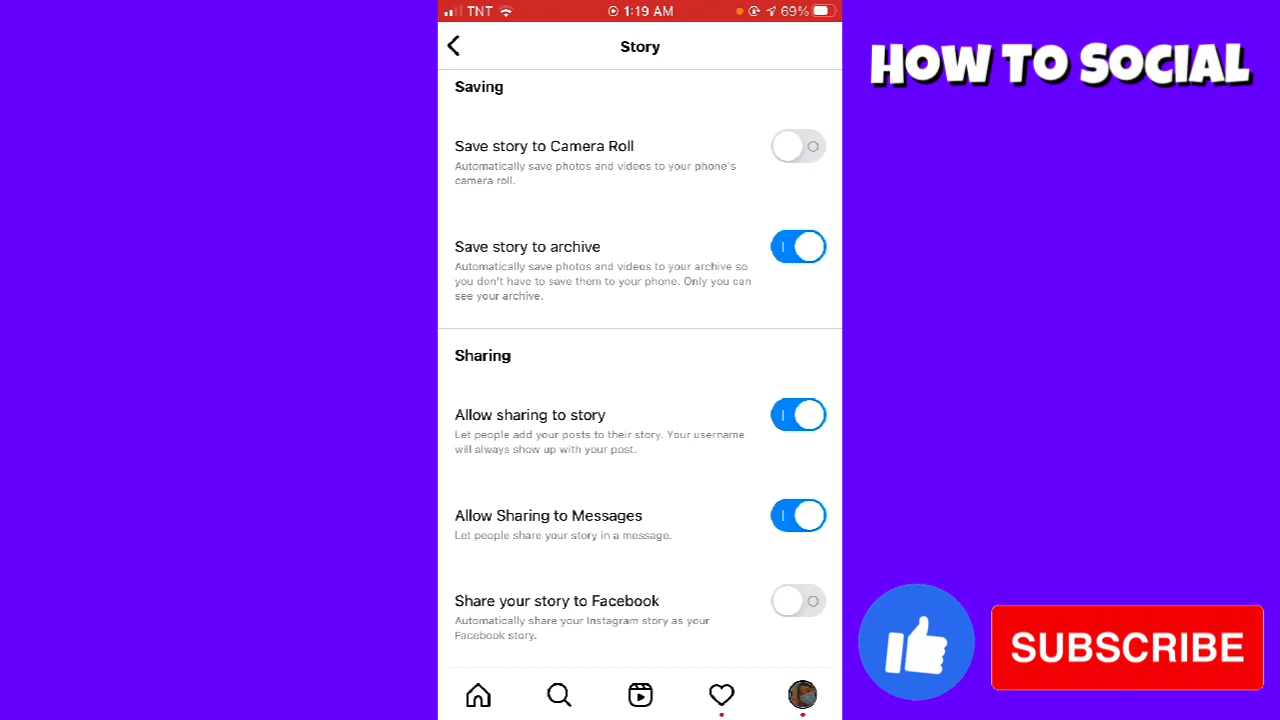 TNT 1:19 AM 69%
HOW TO SOCIAL
Story
Saving
Save story to Camera Roll
Automatically save photos and videos to your phone's
camera roll.
Save story to archive
Automatically save photos and videos to your archive so
you don't have to save them to your phone. Only you can
see your archive.
Sharing
Allow sharing to story
Let people add your posts to their story. Your username
will always show up with your post.
Allow Sharing to Messages
Let people share your story in a message.
Share your story to Facebook
Automatically share your Instagram story as your
Facebook story.
SUBSCRIBE